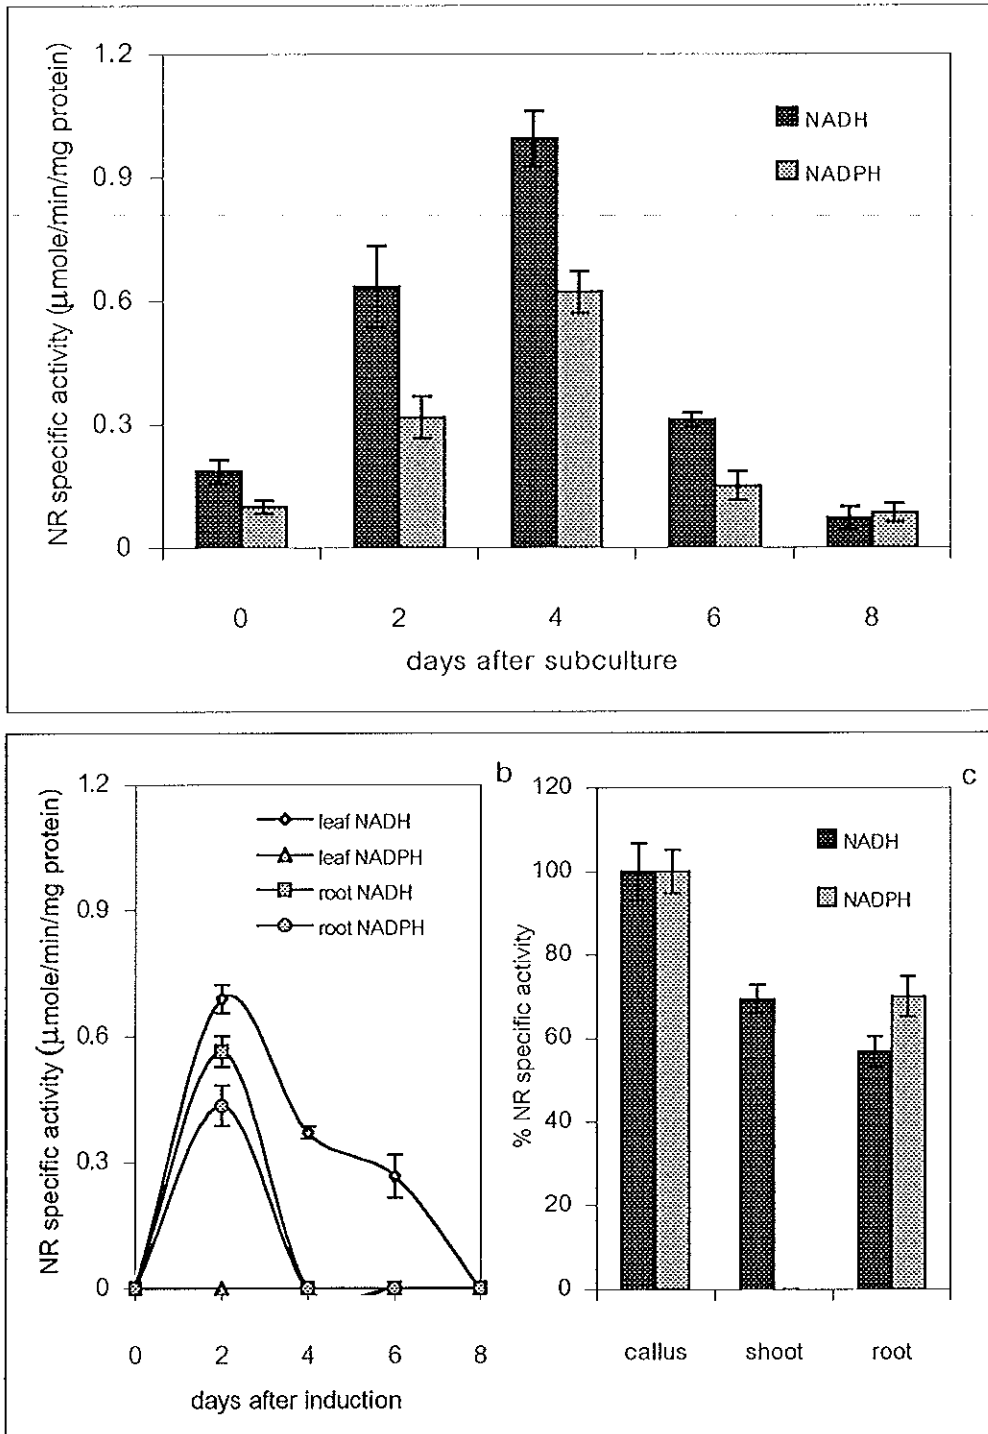 NR specific activity (µmole/min/mg protein)
1.2
0.9
0.6
0.3
0
NADH
NADPH
0 2 4 6 8
days after subculture
b
NR specific activity (µmole/min/mg protein)
1.2
0.9
0.6
0.3
0
leaf NADH
leaf NADPH
root NADH
root NADPH
0 2 4 6 8
days after induction
c
% NR specific activity
120
100
80
60
40
20
0
NADH
NADPH
callus shoot root